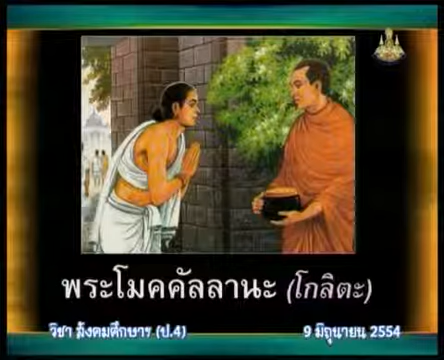 พระโมคคัลลานะ (โกลิตะ)
วิชา สังคมศึกษาฯ (ป.4) 9 มิถุนายน 2554